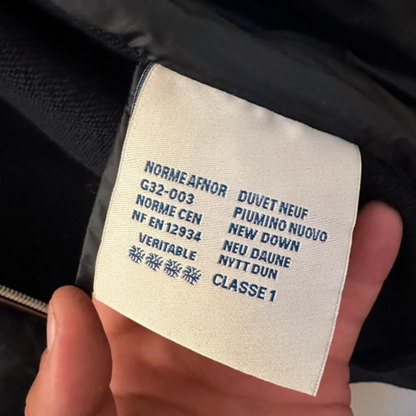 NORME AFNOR
G32-003
NORME CEN
NF EN 12934
VERITABLE
DUVET NEUF
PIUMINO NUOVO
NEW DOWN
NEU DAUNE
NYTT DUN
CLASSE 1